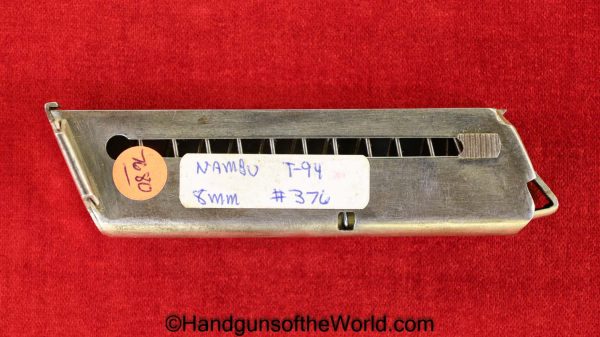 NAMBU T-94
8mm #376
©HandgunsoftheWorld.com